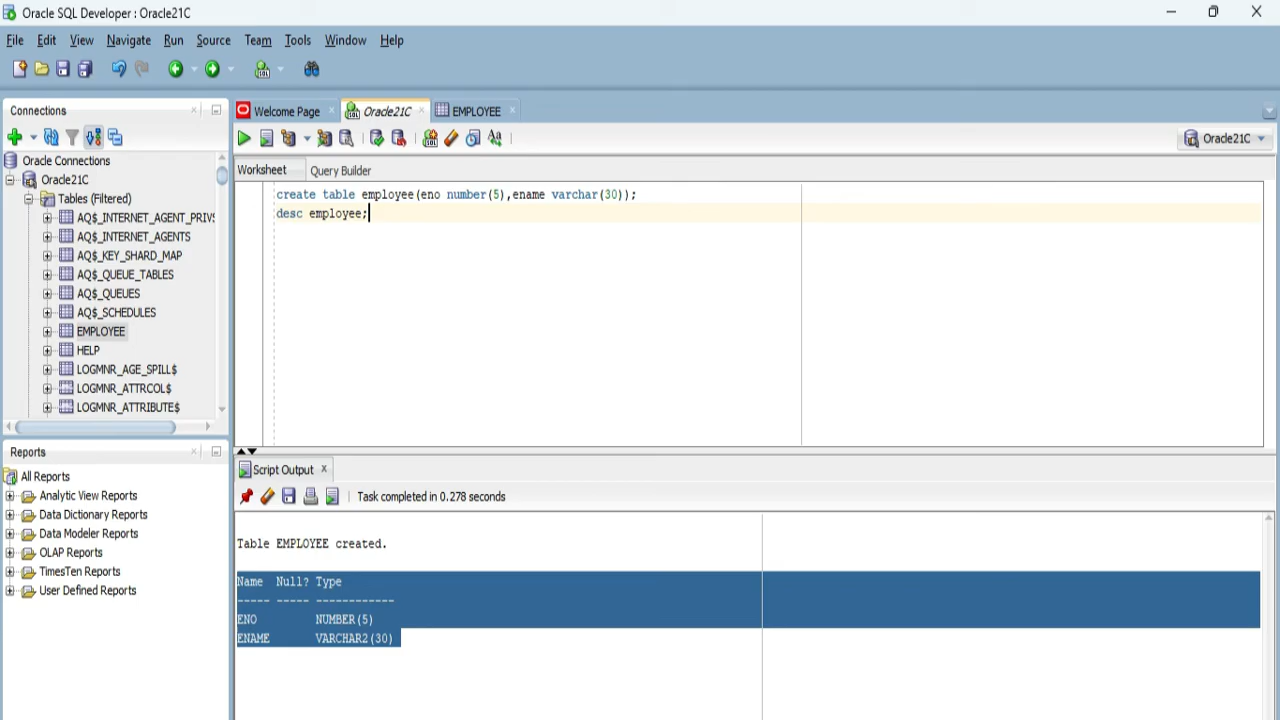 Oracle SQL Developer : Oracle21C
File Edit View Navigate Run Source Team Tools Window Help
Connections
Oracle Connections
Oracle21C
Tables (Filtered)
AQ$_INTERNET_AGENT_PRIVS
AQ$_INTERNET_AGENTS
AQ$_KEY_SHARD_MAP
AQ$_QUEUE_TABLES
AQ$_QUEUES
AQ$_SCHEDULES
EMPLOYEE
HELP
LOGMNR_AGE_SPILL$
LOGMNR_ATTRCOL$
LOGMNR_ATTRIBUTE$
Reports
All Reports
Analytic View Reports
Data Dictionary Reports
Data Modeler Reports
OLAP Reports
TimesTen Reports
User Defined Reports
Welcome Page Oracle21C EMPLOYEE
Oracle21C
Worksheet Query Builder
create table employee(eno number(5),ename varchar(30));
desc employee;
Script Output
Task completed in 0.278 seconds
Table EMPLOYEE created.
Name Null? Type
----- ----- ------------
ENO NUMBER(5)
ENAME VARCHAR2(30)